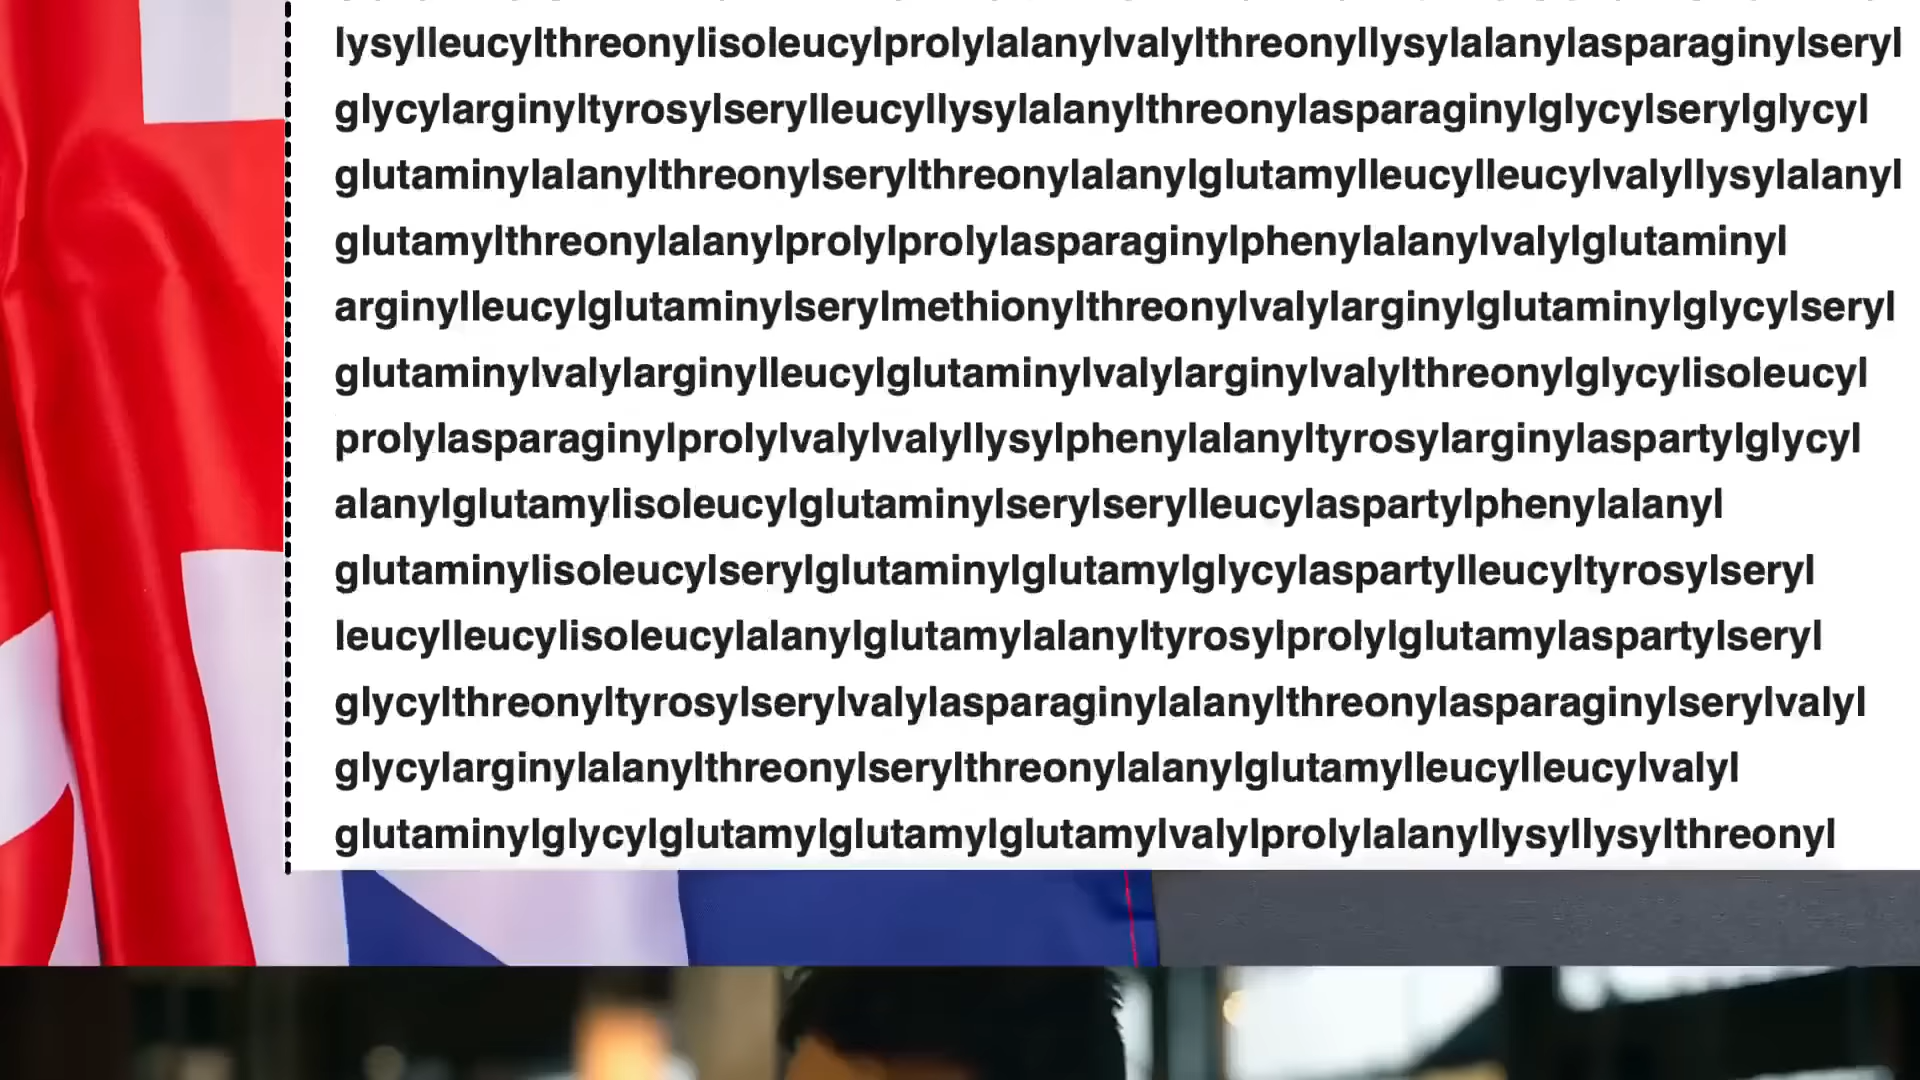 lysylleucylthreonylisoleucylprolylalanylvalylthreonyllysylalanylasparaginylseryl
glycylarginyltyrosylserylleucyllysylalanylthreonylasparaginylglycylserylglycyl
glutaminylalanylthreonylserylthreonylalanylglutamylleucylleucylvalyllysylalanyl
glutamylthreonylalanylprolylprolylasparaginylphenylalanylvalylglutaminyl
arginylleucylglutaminylserylmethionylthreonylvalylarginylglutaminylglycylseryl
glutaminylvalylarginylleucylglutaminylvalylarginylvalylthreonylglycylisoleucyl
prolylasparaginylprolylvalylvalyllysylphenylalanyltyrosylarginylaspartylglycyl
alanylglutamylisoleucylglutaminylserylserylleucylaspartylphenylalanyl
glutaminylisoleucylserylglutaminylglutamylglycylaspartylleucyltyrosylseryl
leucylleucylisoleucylalanylglutamylalanyltyrosylprolylglutamylaspartylseryl
glycylthreonyltyrosylserylvalylasparaginylalanylthreonylasparaginylserylvalyl
glycylarginylalanylthreonylserylthreonylalanylglutamylleucylleucylvalyl
glutaminylglycylglutamylglutamylglutamylvalylprolylalanyllysyllysylthreonyl